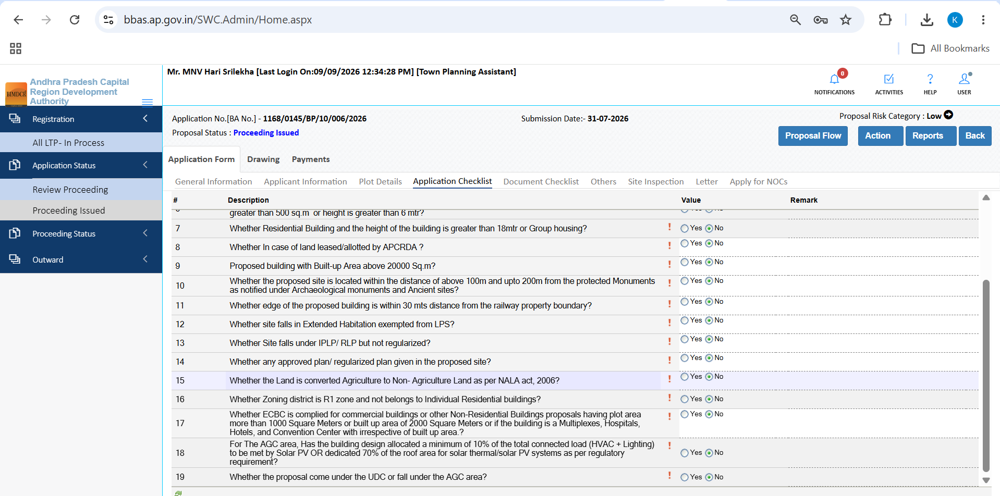 bbas.ap.gov.in/SWC.Admin/Home.aspx
K
All Bookmarks
BIMDCR
Andhra Pradesh Capital
Region Development
Authority
Mr. MNV Hari Srilekha [Last Login On:09/09/2026 12:34:28 PM] [Town Planning Assistant]
0
NOTIFICATIONS
ACTIVITIES
HELP
USER
Registration
All LTP- In Process
Application Status
Review Proceeding
Proceeding Issued
Proceeding Status
Outward
Application No.[BA No.] - 1168/0145/BP/10/006/2026
Submission Date:- 31-07-2026
Proposal Risk Category : Low
Proposal Status : Proceeding Issued
Proposal Flow
Action
Reports
Back
Application Form Drawing Payments
General Information Applicant Information Plot Details Application Checklist Document Checklist Others Site Inspection Letter Apply for NOCs
# Description Value Remark
greater than 500 sq.m or height is greater than 6 mtr?
7 Whether Residential Building and the height of the building is greater than 18mtr or Group housing? ! Yes No
8 Whether In case of land leased/allotted by APCRDA ? ! Yes No
9 Proposed building with Built-up Area above 20000 Sq.m? ! Yes No
10 Whether the proposed site is located within the distance of above 100m and upto 200m from the protected Monuments
as notified under Archaeological monuments and Ancient sites? ! Yes No
11 Whether edge of the proposed building is within 30 mts distance from the railway property boundary? ! Yes No
12 Whether site falls in Extended Habitation exempted from LPS? ! Yes No
13 Whether Site falls under IPLP/ RLP but not regularized? ! Yes No
14 Whether any approved plan/ regularized plan given in the proposed site? ! Yes No
15 Whether the Land is converted Agriculture to Non- Agriculture Land as per NALA act, 2006? ! Yes No
16 Whether Zoning district is R1 zone and not belongs to Individual Residential buildings? ! Yes No
17 Whether ECBC is complied for commercial buildings or other Non-Residential Buildings proposals having plot area
more than 1000 Square Meters or built up area of 2000 Square Meters or if the building is a Multiplexes, Hospitals,
Hotels, and Convention Center with irrespective of built up area.? ! Yes No
18 For The AGC area, Has the building design allocated a minimum of 10% of the total connected load (HVAC + Lighting)
to be met by Solar PV OR dedicated 70% of the roof area for solar thermal/solar PV systems as per regulatory
requirement? ! Yes No
19 Whether the proposal come under the UDC or fall under the AGC area? ! Yes No